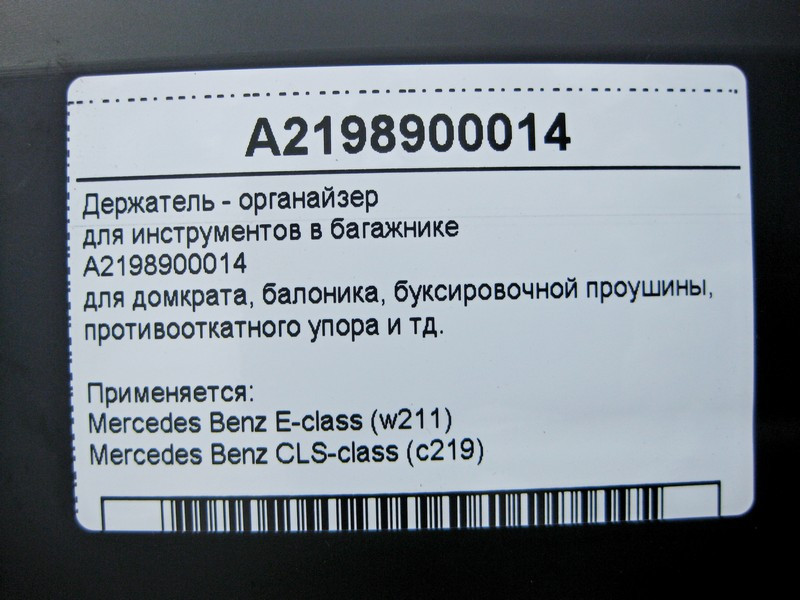 A2198900014
Держатель - органайзер
для инструментов в багажнике
A2198900014
для домкрата, балоника, буксировочной проушины,
противооткатного упора и тд.
Применяется:
Mercedes Benz E-class (w211)
Mercedes Benz CLS-class (c219)